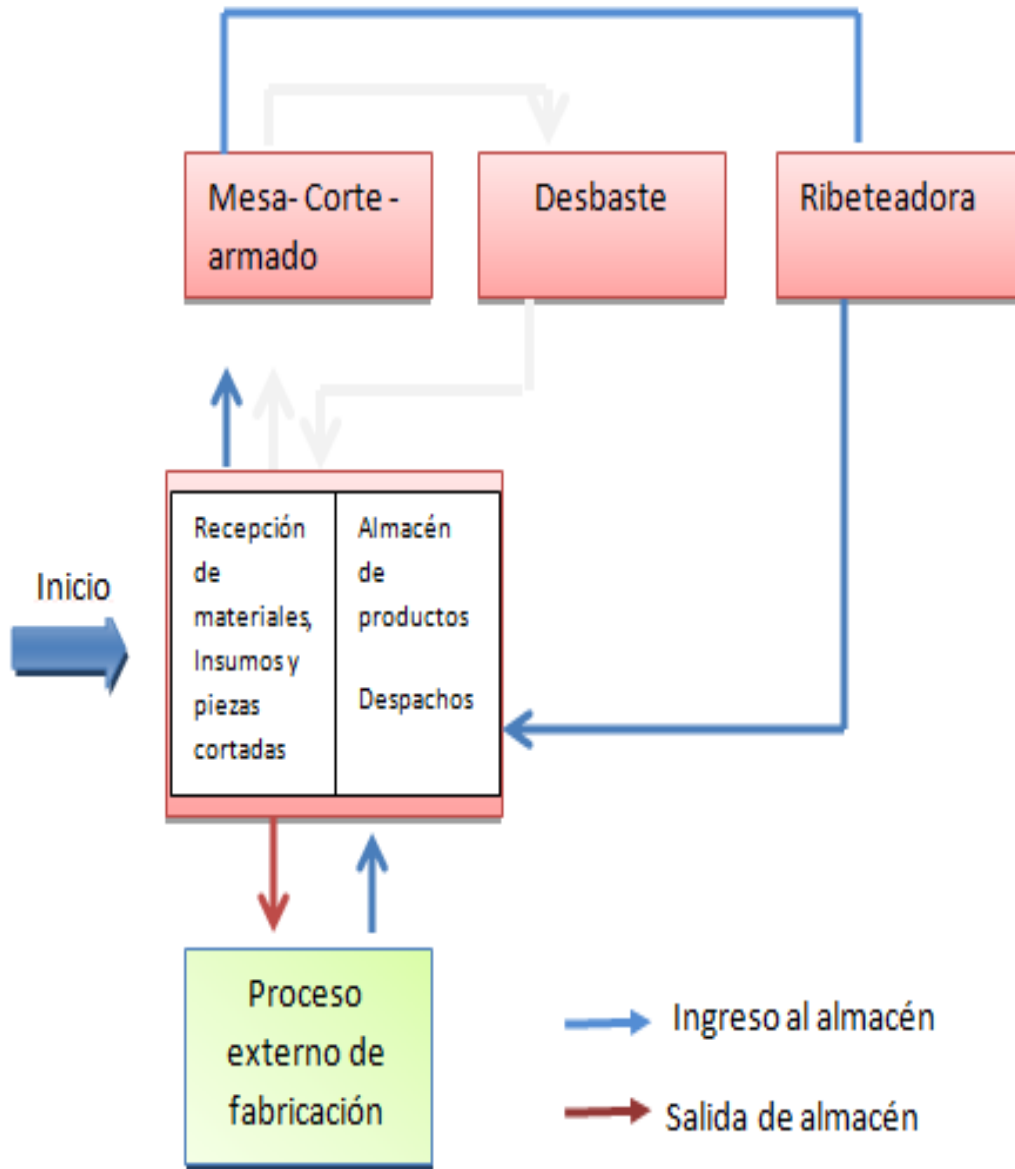 Mesa- Corte -
armado
Desbaste
Ribeteadora
Inicio
Recepción
de
materiales,
Insumos y
piezas
cortadas
Almacén
de
productos
Despachos
Proceso
externo de
fabricación
Ingreso al almacén
Salida de almacén